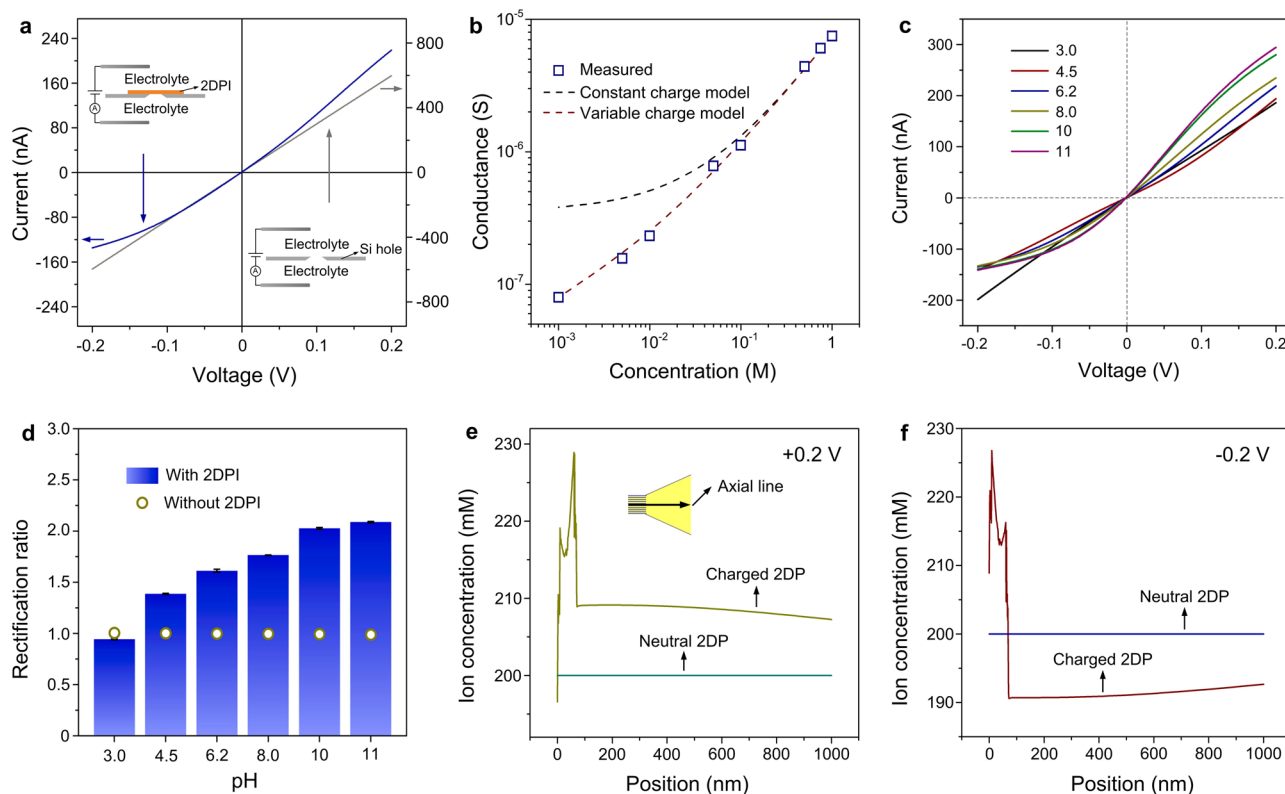 a
240
160
80
0
-80
-160
-240
Current (nA)
-0.2
-0.1
0
0.1
0.2
Voltage (V)
800
400
0
-400
-800
Electrolyte
2DPI
Electrolyte
A
Electrolyte
Si hole
Electrolyte
A
b
10⁻⁵
10⁻⁶
10⁻⁷
Conductance (S)
Measured
Constant charge model
Variable charge model
10⁻³
10⁻²
10⁻¹
1
Concentration (M)
c
300
200
100
0
-100
-200
Current (nA)
3.0
4.5
6.2
8.0
10
11
-0.2
-0.1
0
0.1
0.2
Voltage (V)
d
3.0
2.5
2.0
1.5
1.0
0.5
0
Rectification ratio
With 2DPI
Without 2DPI
3.0
4.5
6.2
8.0
10
11
pH
e
+0.2 V
230
220
210
200
Ion concentration (mM)
Axial line
Charged 2DP
Neutral 2DP
0
200
400
600
800
1000
Position (nm)
f
-0.2 V
230
220
210
200
190
Ion concentration (mM)
Neutral 2DP
Charged 2DP
0
200
400
600
800
1000
Position (nm)